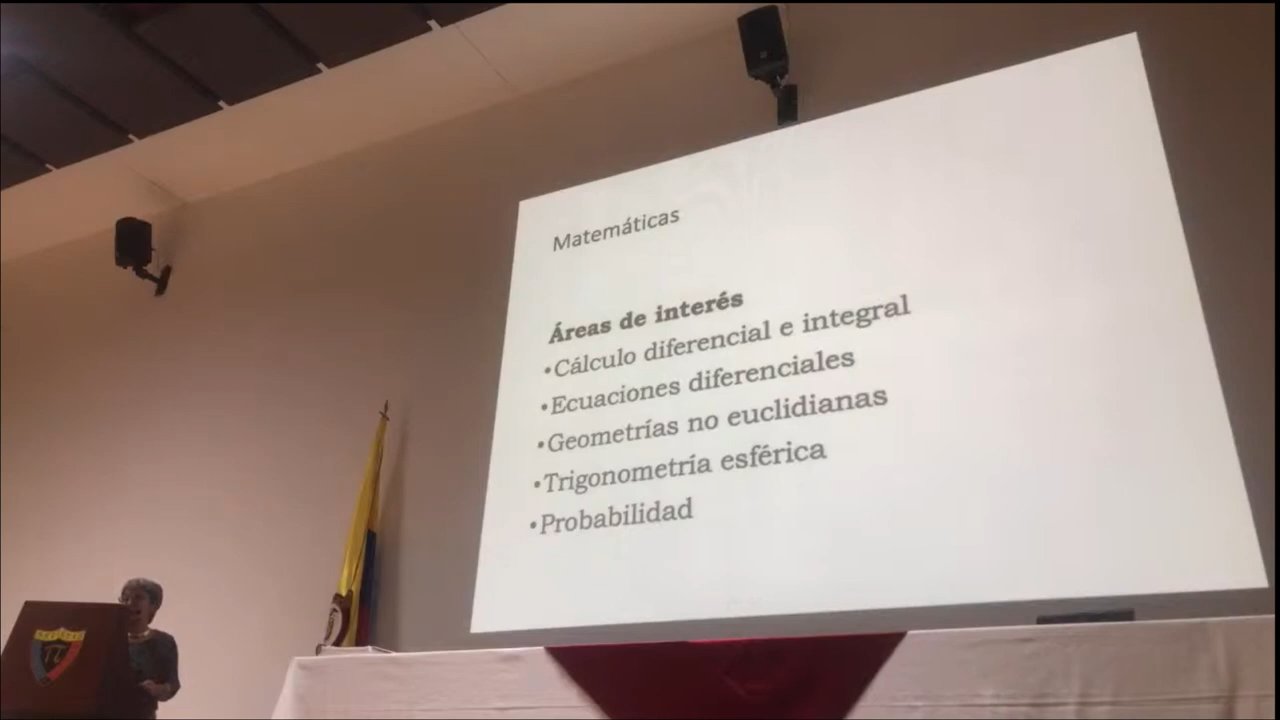 Matemáticas
Áreas de interés
•Cálculo diferencial e integral
•Ecuaciones diferenciales
•Geometrías no euclidianas
•Trigonometría esférica
•Probabilidad
π